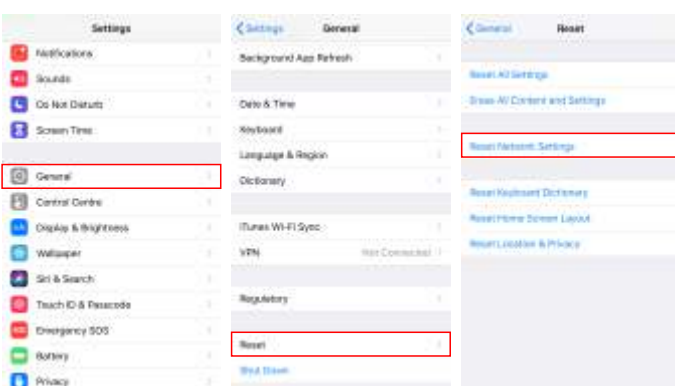 Settings
Notifications
Sounds
Do Not Disturb
Screen Time
General
Control Centre
Display & Brightness
Wallpaper
Siri & Search
Touch ID & Passcode
Emergency SOS
Battery
Privacy
Settings General
Background App Refresh
Date & Time
Keyboard
Language & Region
Dictionary
iTunes Wi-Fi Sync
VPN Not Connected
Regulatory
Reset
Shut Down
General Reset
Reset All Settings
Erase All Content and Settings
Reset Network Settings
Reset Keyboard Dictionary
Reset Home Screen Layout
Reset Location & Privacy